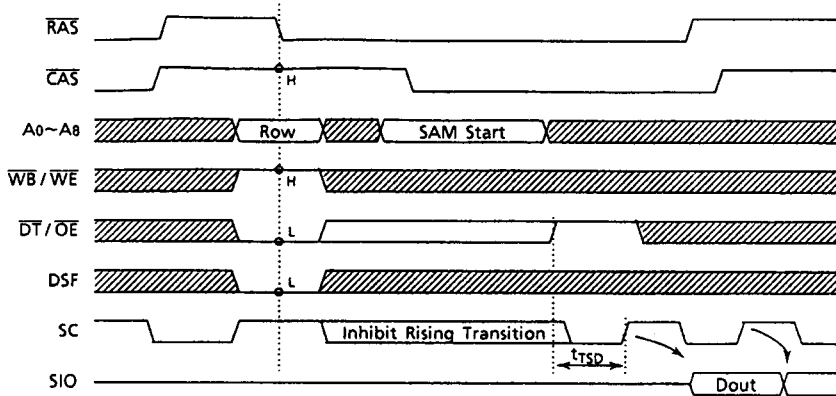 RAS
CAS H
A0~A8 Row SAM Start
WB / WE H
DT / OE L
DSF L
SC Inhibit Rising Transition
tTSD
SIO Dout